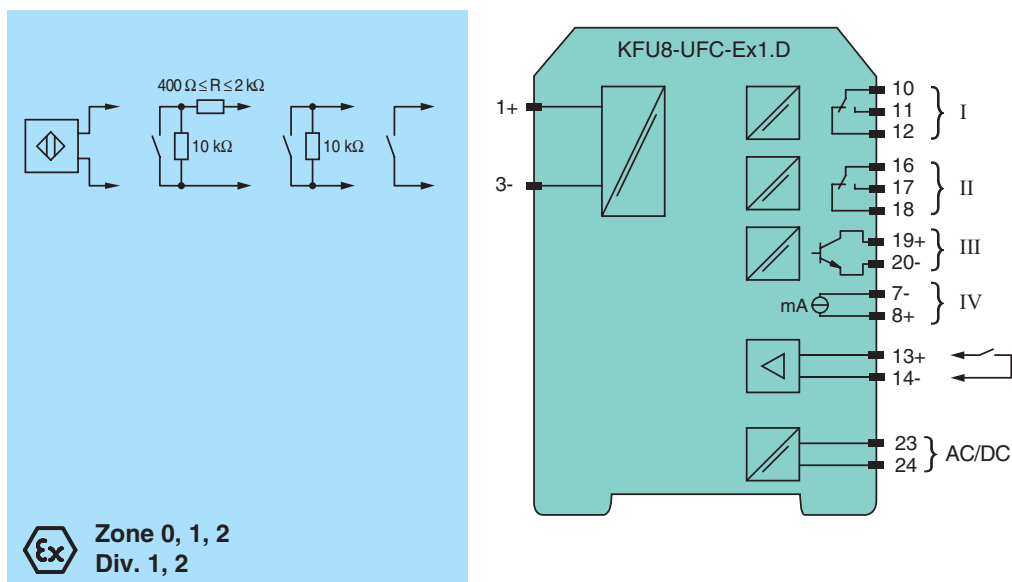 400 Ω ≤ R ≤ 2 kΩ
10 kΩ
10 kΩ
Zone 0, 1, 2
Div. 1, 2
Ex
KFU8-UFC-Ex1.D
1+
3-
10
11
12
I
16
17
18
II
19+
20-
III
mA
7-
8+
IV
13+
14-
23
24
AC/DC